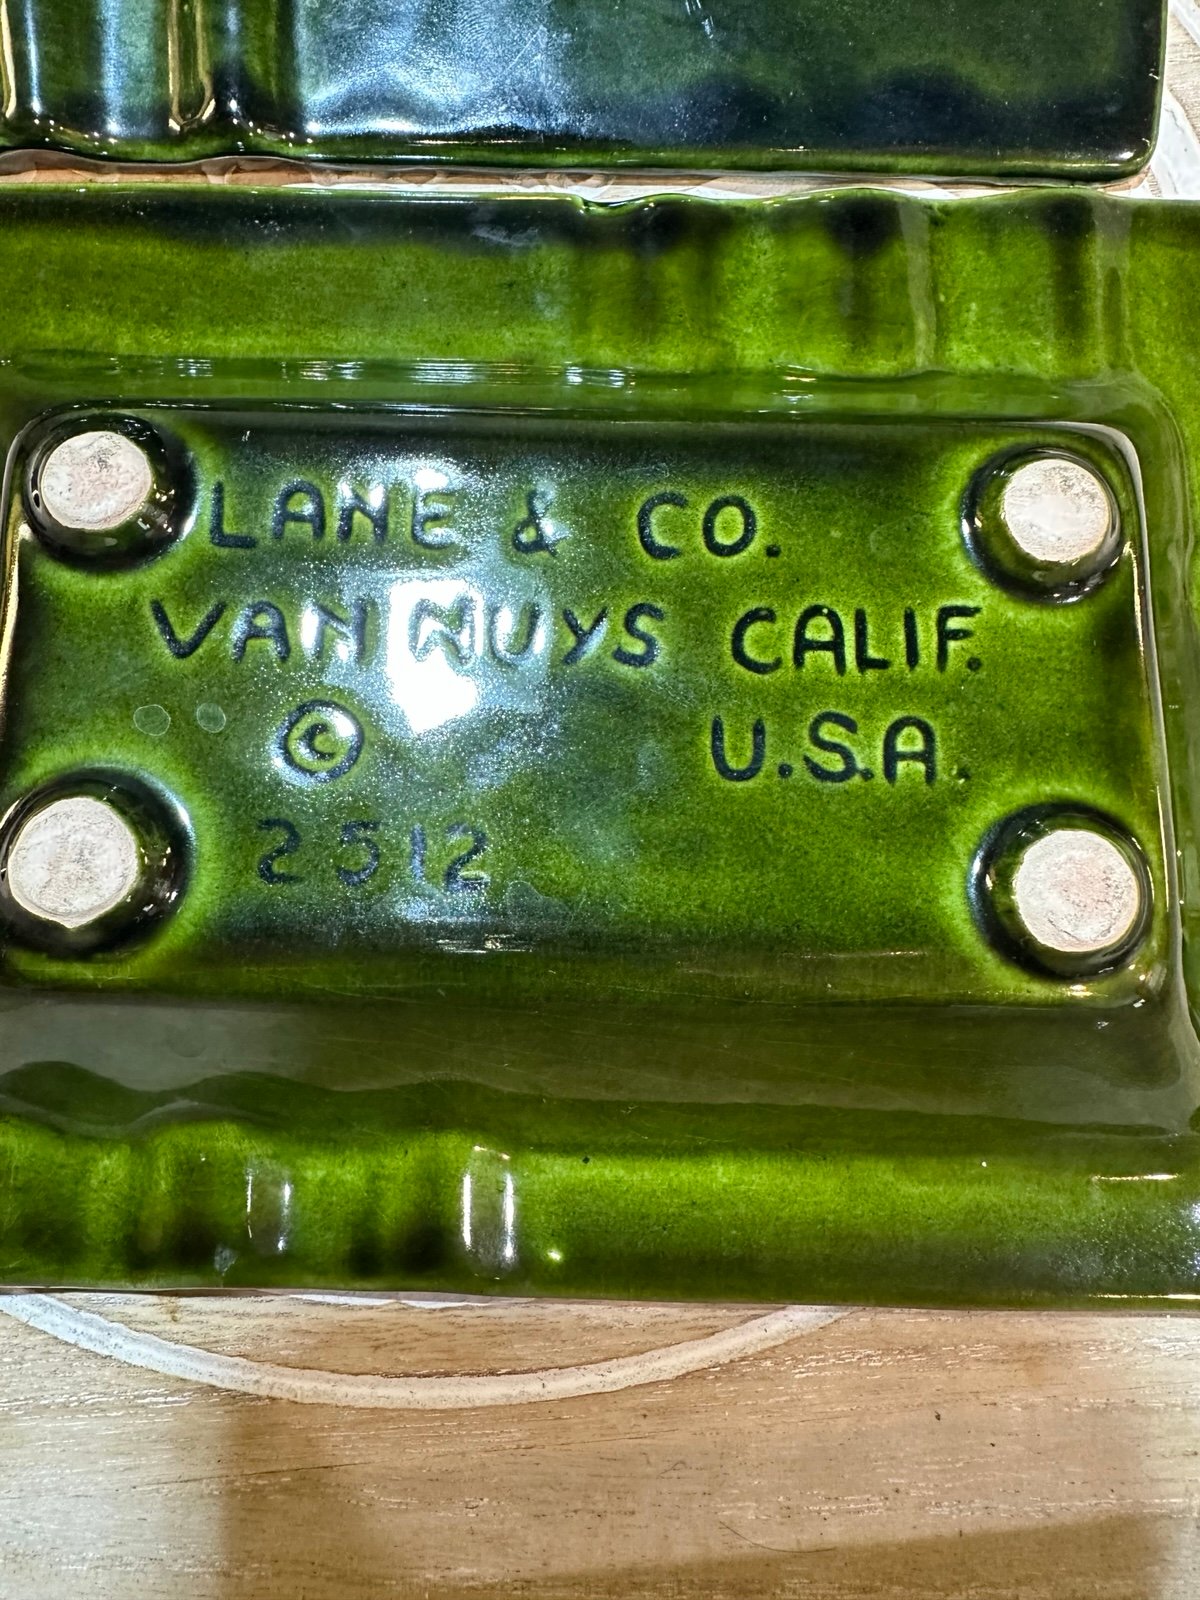 LANE & CO.
VAN NUYS CALIF.
© U.S.A.
2512